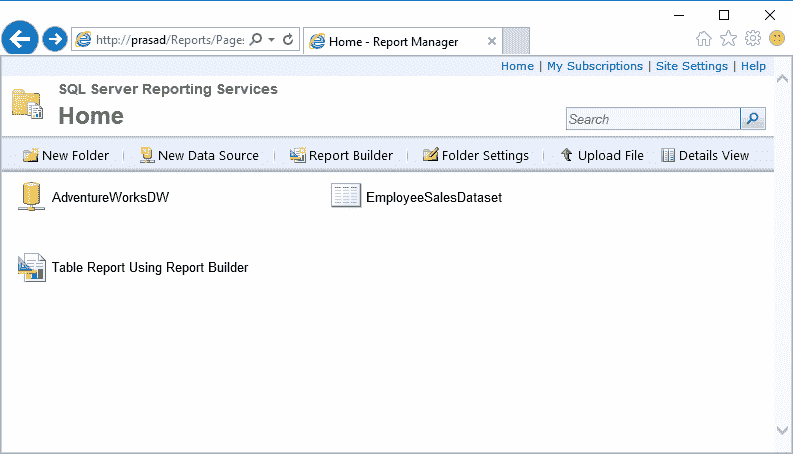 http://prasad/Reports/Page:
Home - Report Manager
Home | My Subscriptions | Site Settings | Help
SQL Server Reporting Services
Home
Search
New Folder | New Data Source | Report Builder | Folder Settings | Upload File | Details View
AdventureWorksDW
EmployeeSalesDataset
Table Report Using Report Builder